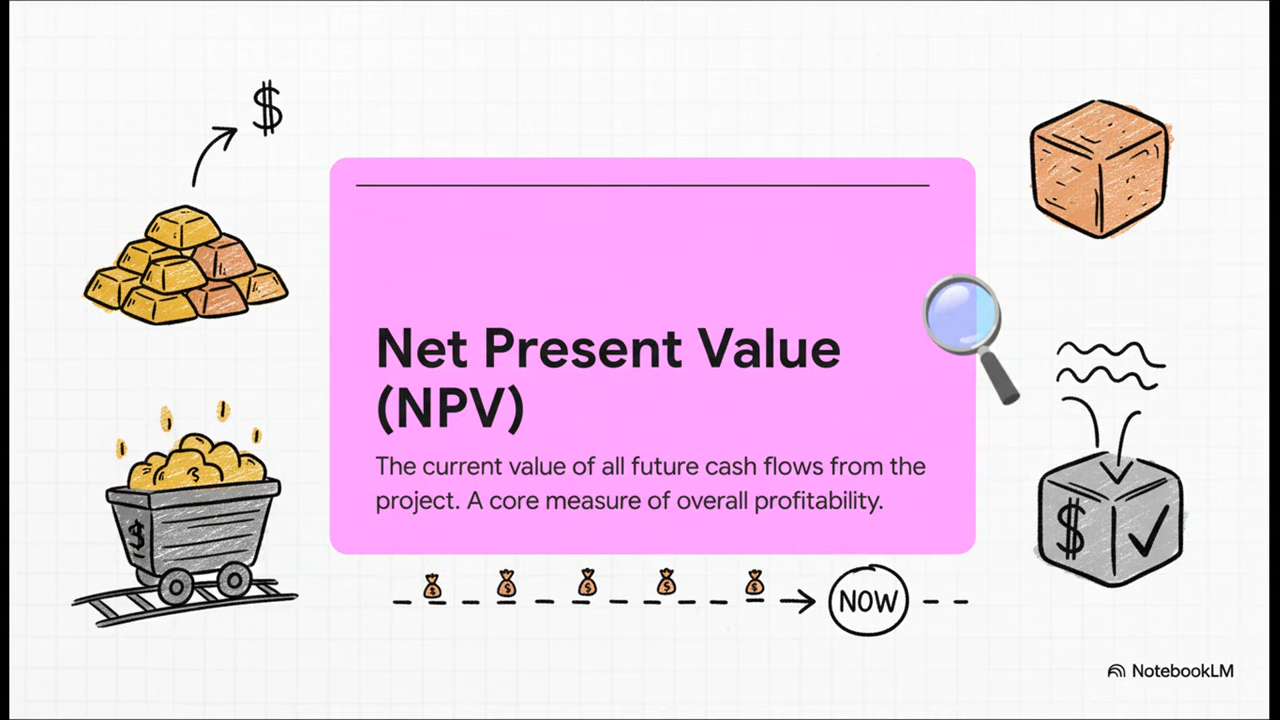 $
Net Present Value
(NPV)
The current value of all future cash flows from the
project. A core measure of overall profitability.
$
$
$ $ $ $ $
NOW
NotebookLM